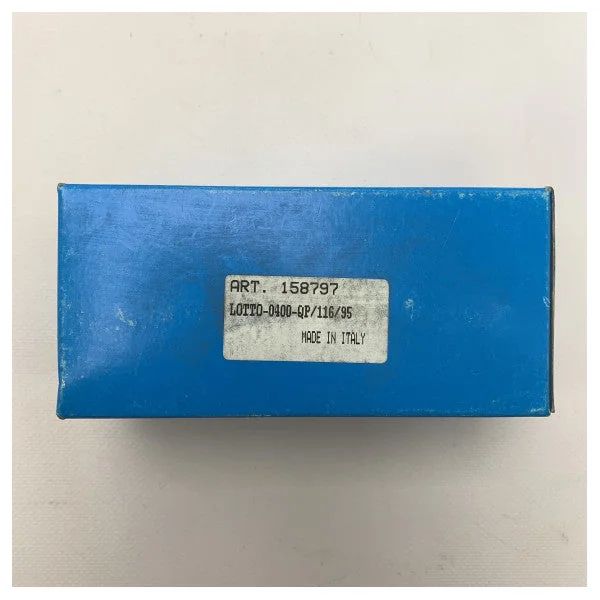 ART. 158797
LOTTO-0400-QP/116/95
MADE IN ITALY